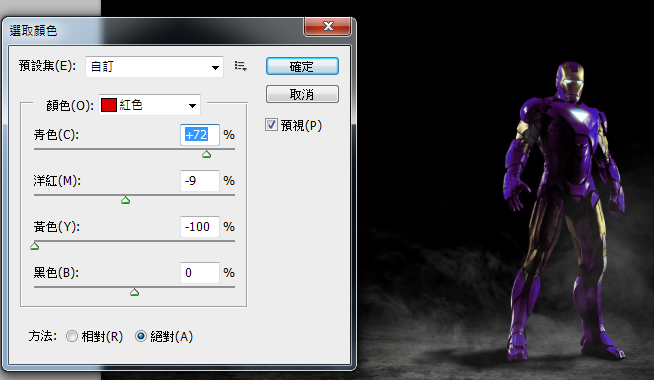 選取顏色
預設集(E): 自訂
確定
取消
預視(P)
顏色(O): 紅色
青色(C): +72 %
洋紅(M): -9 %
黃色(Y): -100 %
黑色(B): 0 %
方法: 相對(R) 絕對(A)